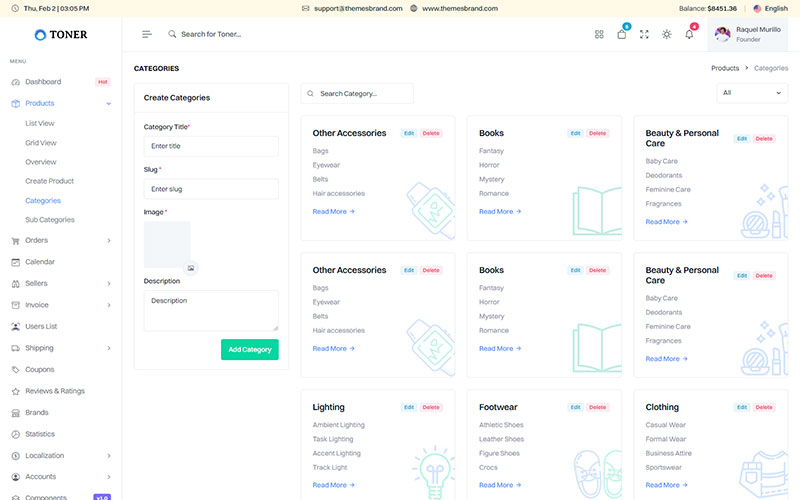 Thu, Feb 2 | 03:05 PM
support@themesbrand.com
www.themesbrand.com
Balance: $8451.36
English
TONER
Search for Toner...
6
4
Raquel Murillo
Founder
MENU
Dashboard
Hot
Products
List View
Grid View
Overview
Create Product
Categories
Sub Categories
Orders
Calendar
Sellers
Invoice
Users List
Shipping
Coupons
Reviews & Ratings
Brands
Statistics
Localization
Accounts
Components
v1.0
CATEGORIES
Products > Categories
Create Categories
Category Title*
Enter title
Slug *
Enter slug
Image *
Description
Description
Add Category
Search Category...
All
Other Accessories Edit Delete
Bags
Eyewear
Belts
Hair accessories
Read More →
Books Edit Delete
Fantasy
Horror
Mystery
Romance
Read More →
Beauty & Personal Care Edit Delete
Baby Care
Deodorants
Feminine Care
Fragrances
Read More →
Other Accessories Edit Delete
Bags
Eyewear
Belts
Hair accessories
Read More →
Books Edit Delete
Fantasy
Horror
Mystery
Romance
Read More →
Beauty & Personal Care Edit Delete
Baby Care
Deodorants
Feminine Care
Fragrances
Read More →
Lighting Edit Delete
Ambient Lighting
Task Lighting
Accent Lighting
Track Light
Read More →
Footwear Edit Delete
Athletic Shoes
Leather Shoes
Figure Shoes
Crocs
Read More →
Clothing Edit Delete
Casual Wear
Formal Wear
Business Attire
Sportswear
Read More →